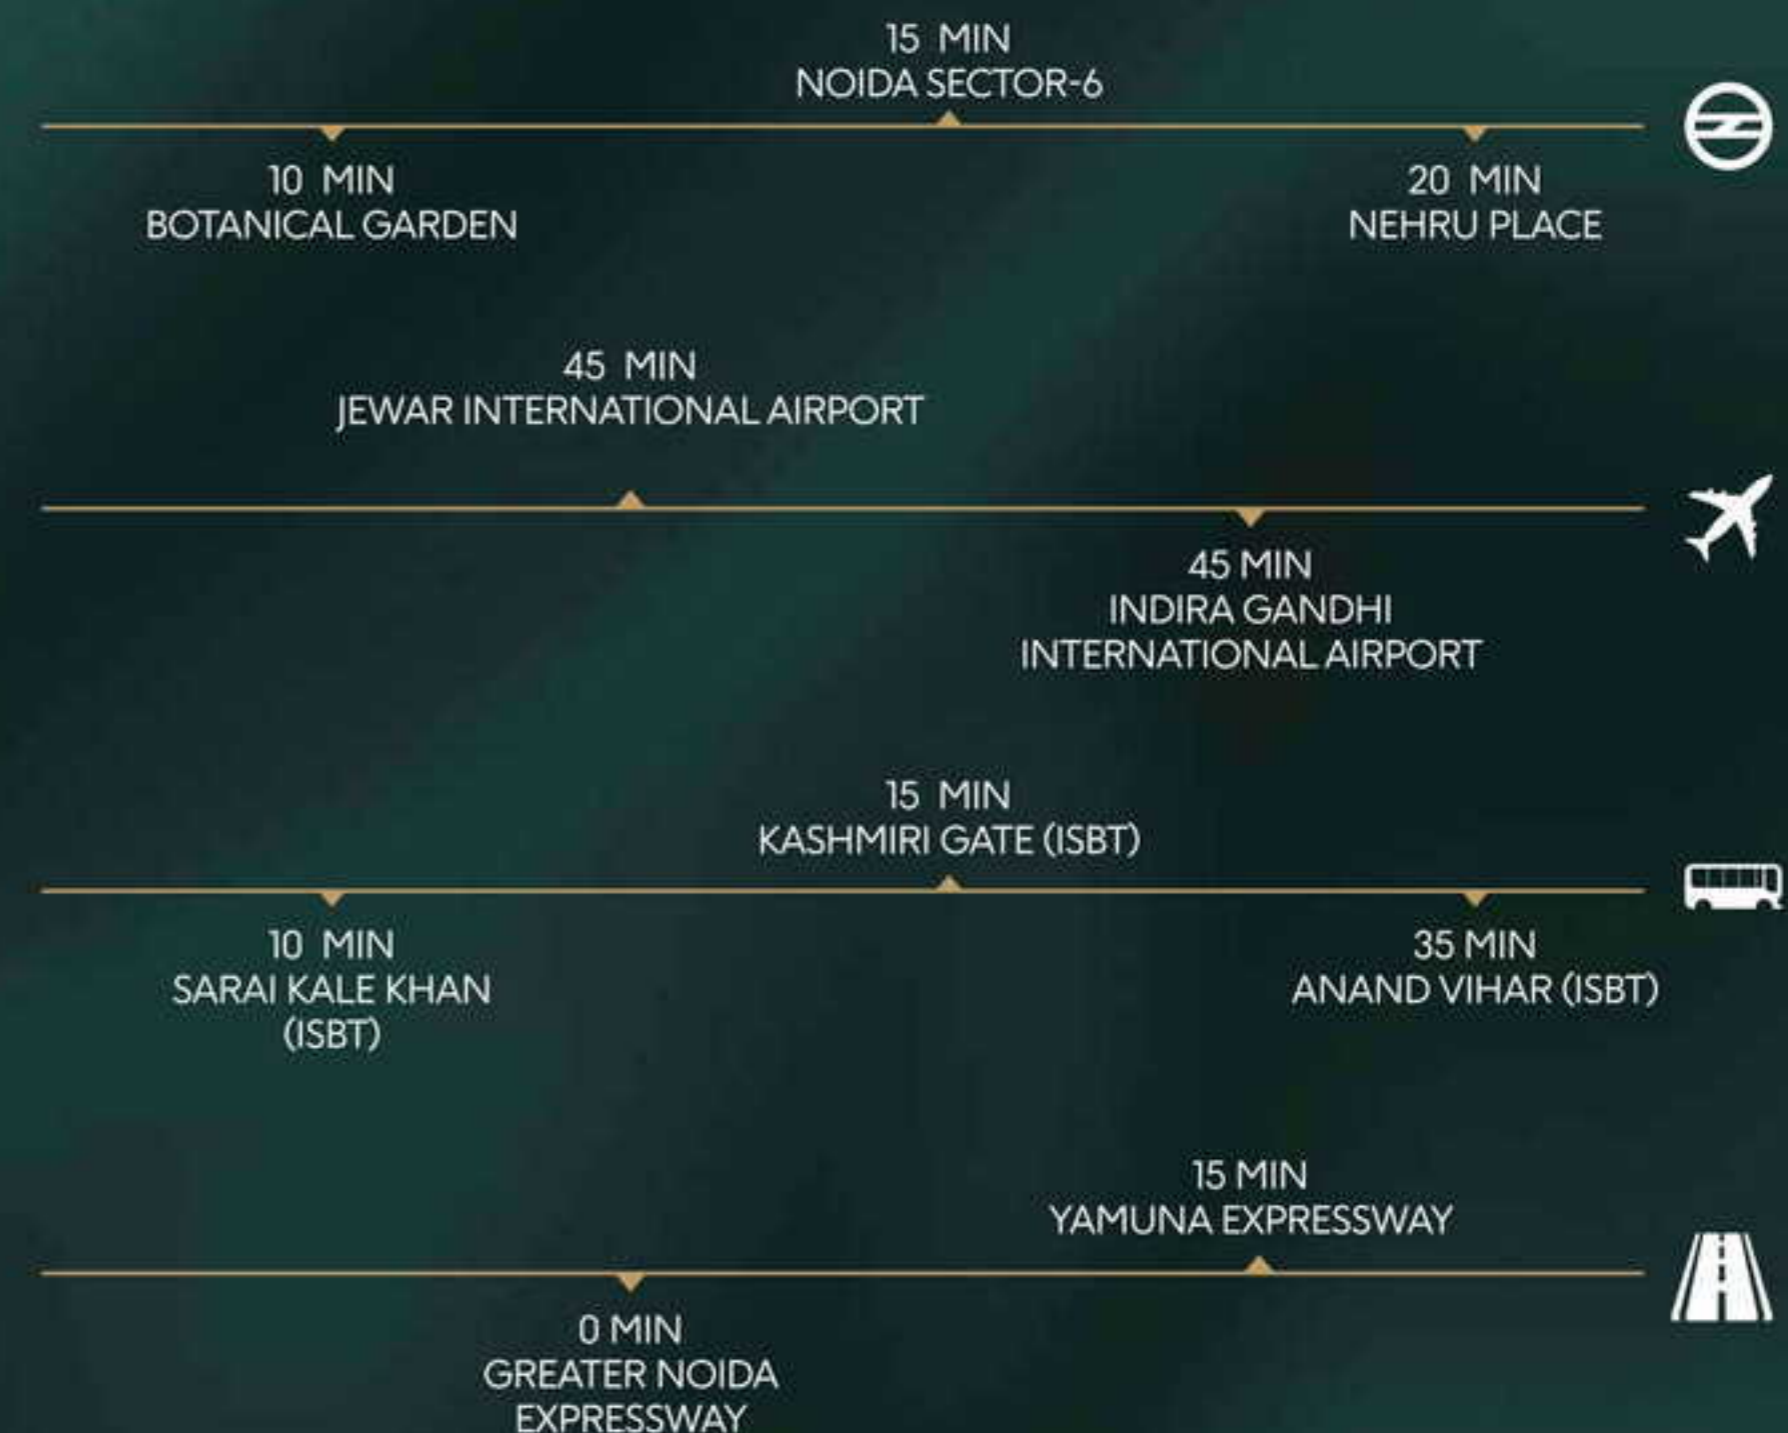 15 MIN
NOIDA SECTOR-6
10 MIN
BOTANICAL GARDEN
20 MIN
NEHRU PLACE
45 MIN
JEWAR INTERNATIONAL AIRPORT
45 MIN
INDIRA GANDHI
INTERNATIONAL AIRPORT
15 MIN
KASHMIRI GATE (ISBT)
10 MIN
SARAI KALE KHAN
(ISBT)
35 MIN
ANAND VIHAR (ISBT)
15 MIN
YAMUNA EXPRESSWAY
0 MIN
GREATER NOIDA
EXPRESSWAY